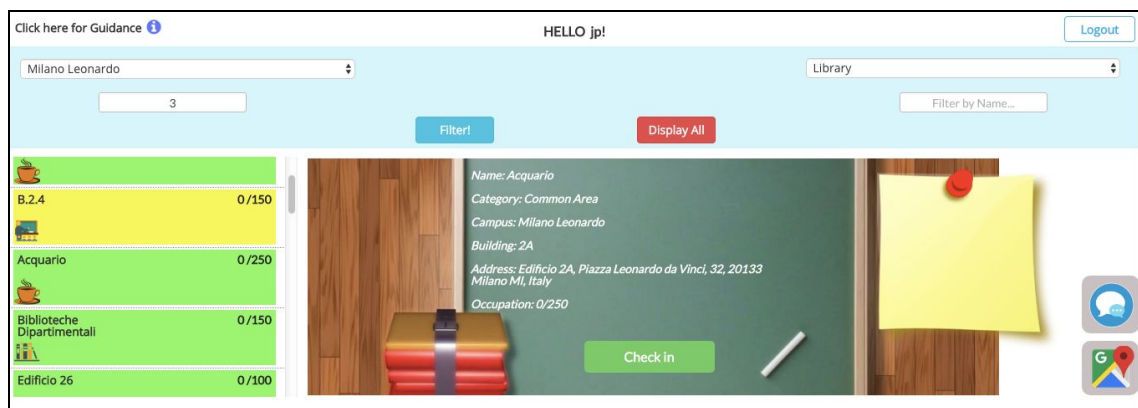 Click here for Guidance
HELLO jp!
Logout
Milano Leonardo
Library
3
Filter by Name...
Filter!
Display All
B.2.4 0/150
Acquario 0/250
Biblioteche 0/150
Dipartimentali
Edificio 26 0/100
Name: Acquario
Category: Common Area
Campus: Milano Leonardo
Building: 2A
Address: Edificio 2A, Piazza Leonardo da Vinci, 32, 20133
Milano MI, Italy
Occupation: 0/250
Check in
G